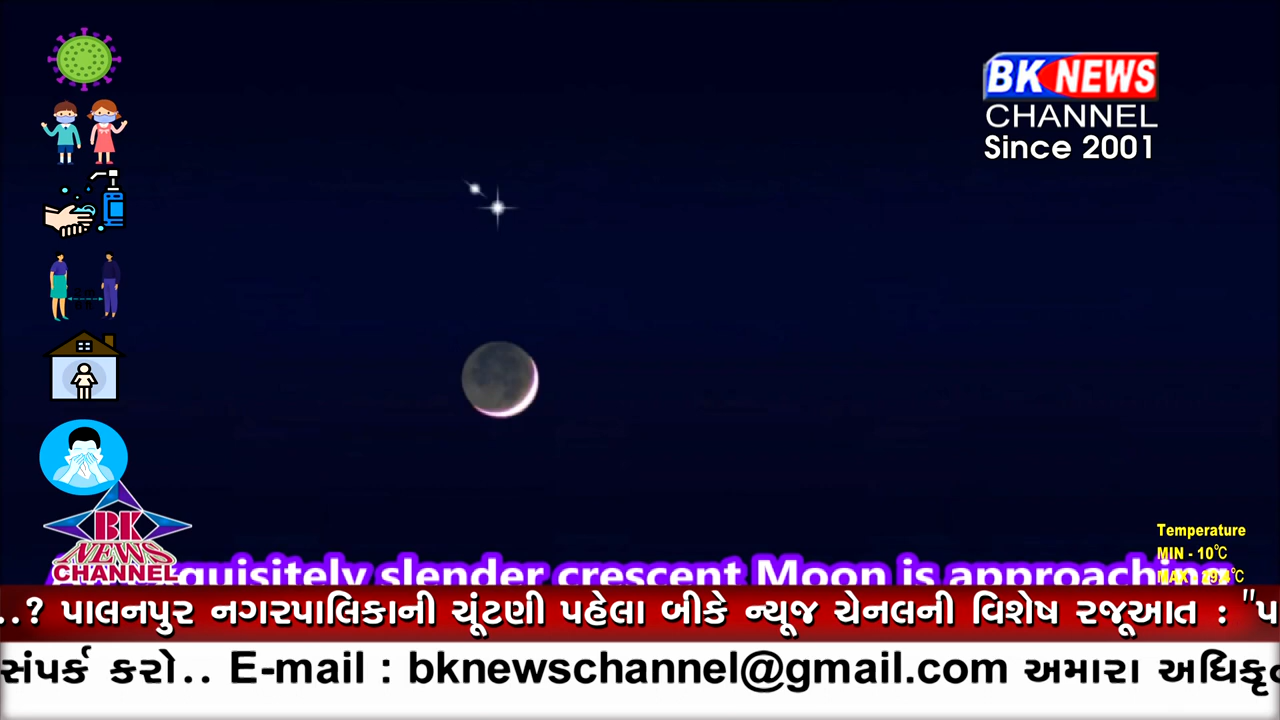 BK NEWS
CHANNEL
Since 2001
Temperature
MIN - 10℃
BK
NEWS
CHANNEL
slender crescent Moon is approaching
..? પાલનપુર નગરપાલિકાની ચૂંટણી પહેલા બીકે ન્યૂજ ચેનલની વિશેષ રજૂઆત : "પ
સંપર્ક કરો.. E-mail : bknewschannel@gmail.com અમારા